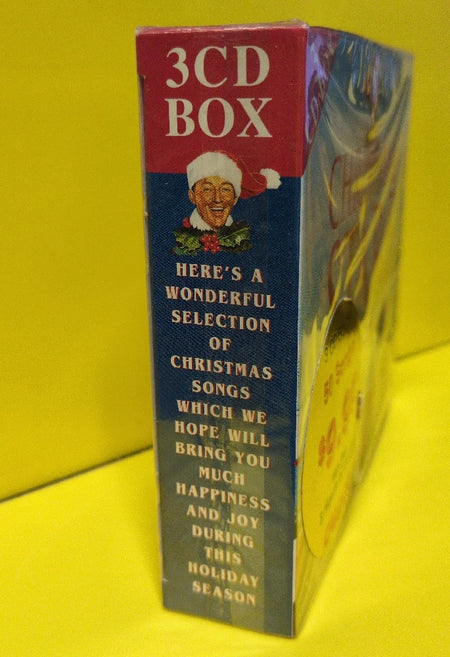 3CD
BOX
HERE'S A
WONDERFUL
SELECTION
OF
CHRISTMAS
SONGS
WHICH WE
HOPE WILL
BRING YOU
MUCH
HAPPINESS
AND JOY
DURING
THIS
HOLIDAY
SEASON
50